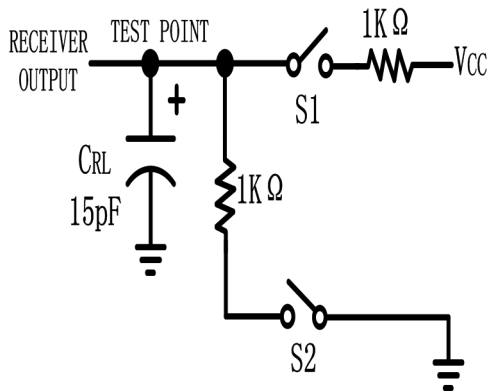 RECEIVER
OUTPUT
TEST POINT
1KΩ
VCC
S1
+
CRL
15pF
1KΩ
S2